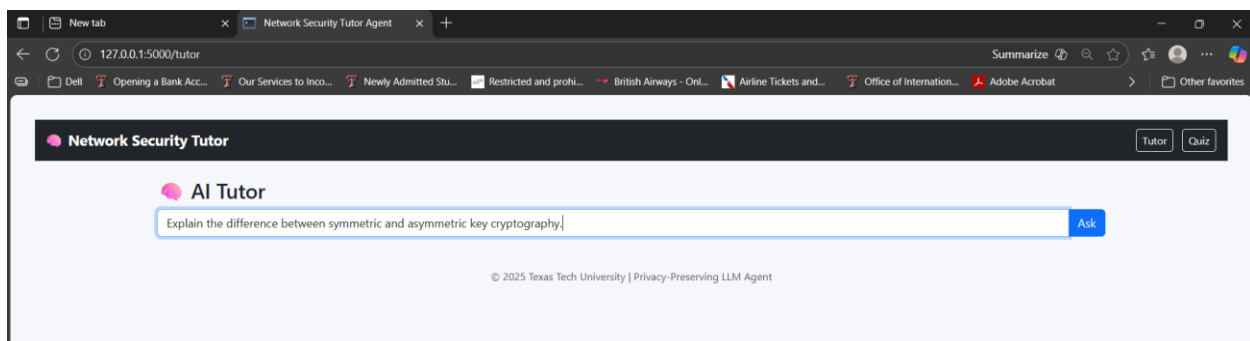 New tab
Network Security Tutor Agent
127.0.0.1:5000/tutor
Summarize
Dell
Opening a Bank Acc...
Our Services to Inco...
Newly Admitted Stu...
Restricted and prohi...
British Airways - Onl...
Airline Tickets and...
Office of Internation...
Adobe Acrobat
Other favorites
Network Security Tutor
Tutor
Quiz
AI Tutor
Explain the difference between symmetric and asymmetric key cryptography.
Ask
© 2025 Texas Tech University | Privacy-Preserving LLM Agent